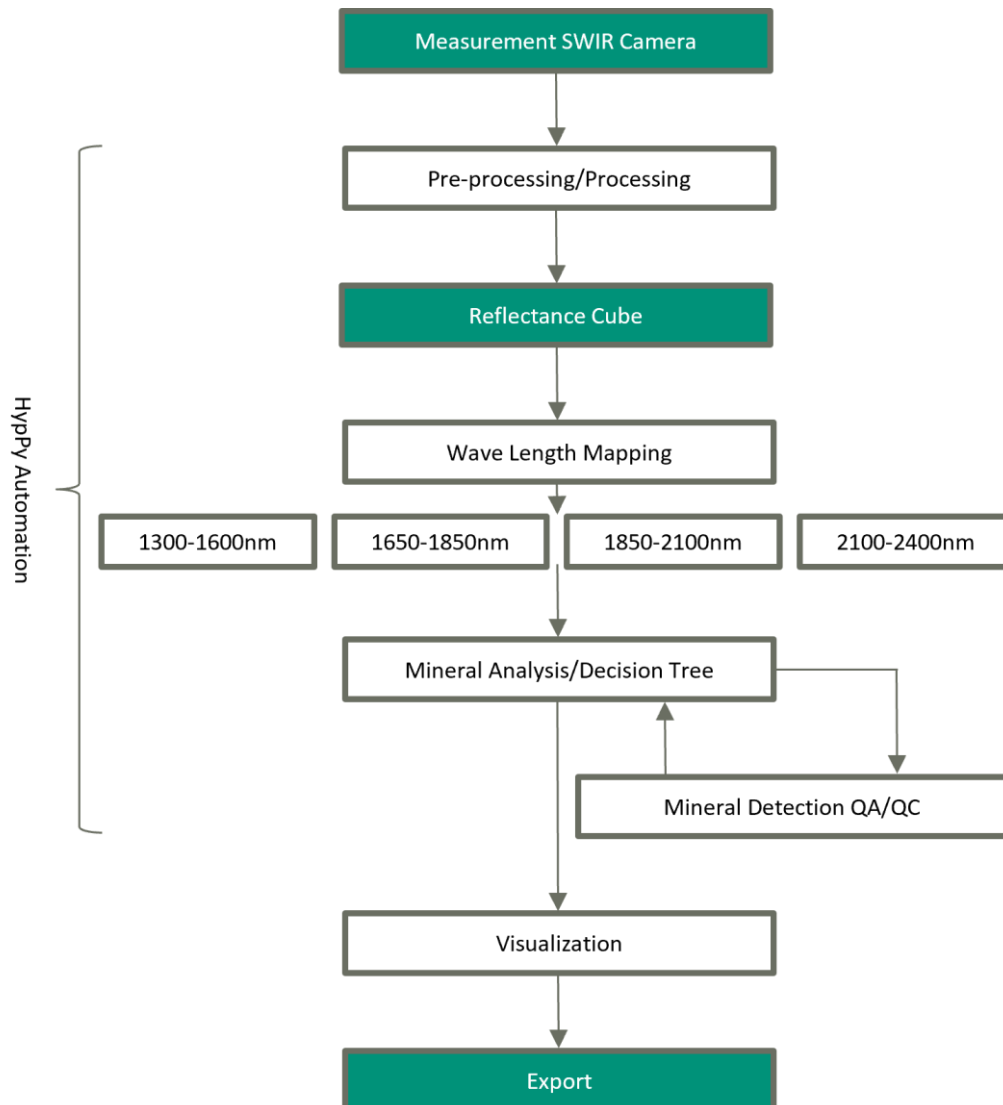 Measurement SWIR Camera
Pre-processing/Processing
Reflectance Cube
HypPy Automation
Wave Length Mapping
1300-1600nm
1650-1850nm
1850-2100nm
2100-2400nm
Mineral Analysis/Decision Tree
Mineral Detection QA/QC
Visualization
Export